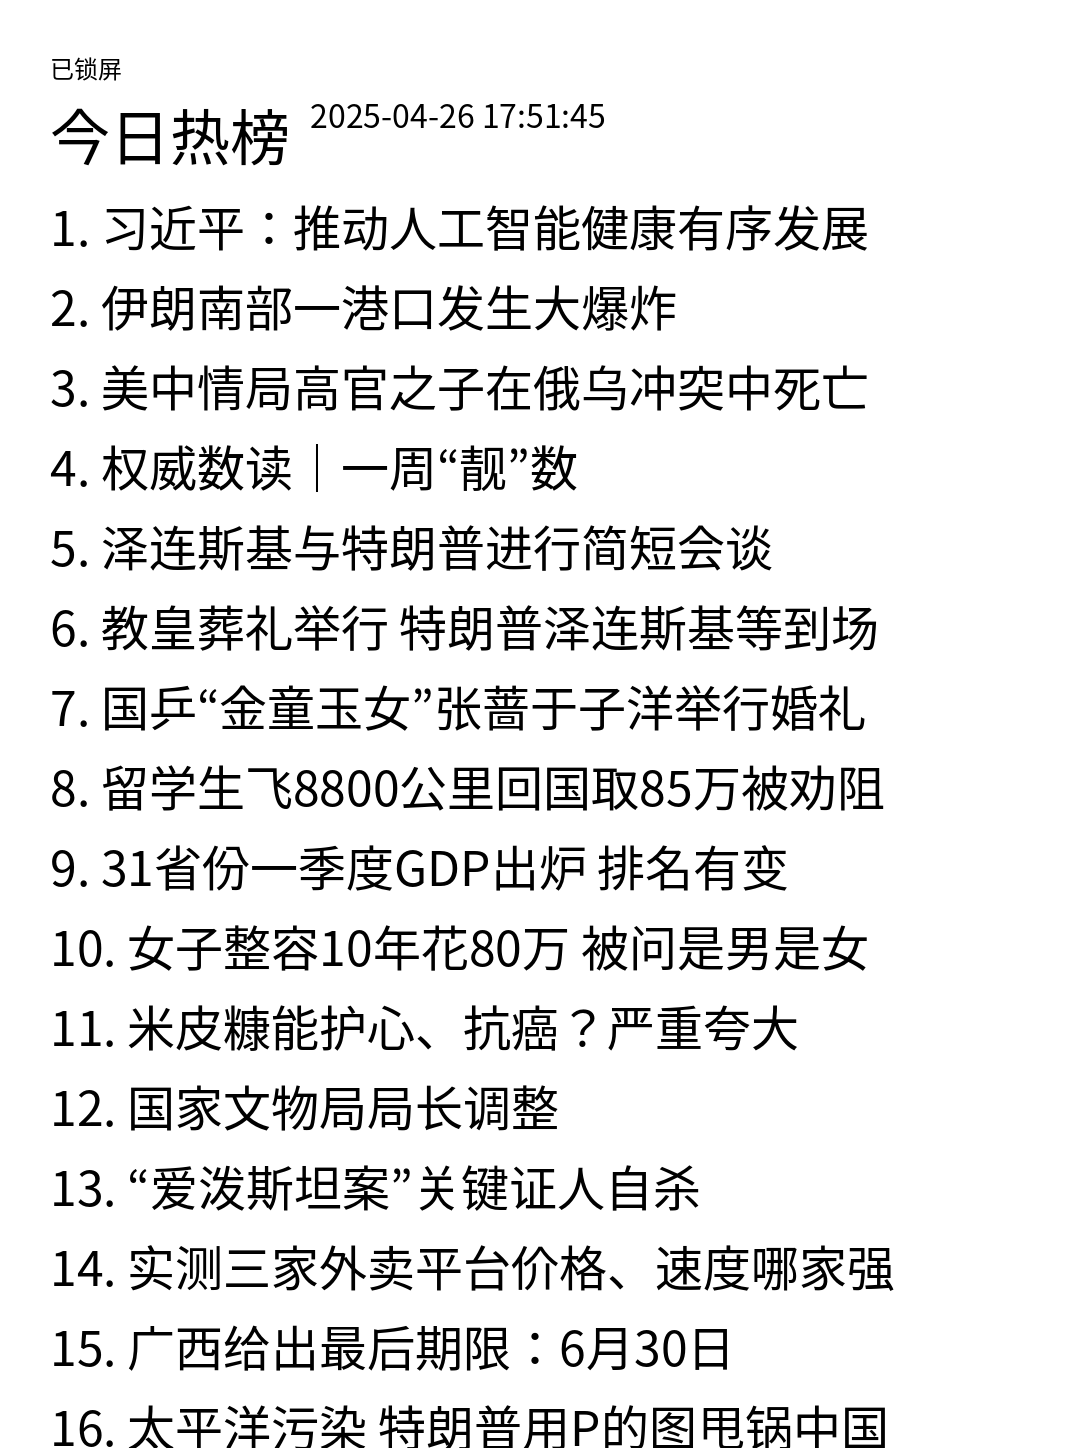 已锁屏
今日热榜 2025-04-26 17:51:45
1. 习近平：推动人工智能健康有序发展
2. 伊朗南部一港口发生大爆炸
3. 美中情局高官之子在俄乌冲突中死亡
4. 权威数读｜一周“靓”数
5. 泽连斯基与特朗普进行简短会谈
6. 教皇葬礼举行 特朗普泽连斯基等到场
7. 国乒“金童玉女”张蔷于子洋举行婚礼
8. 留学生飞8800公里回国取85万被劝阻
9. 31省份一季度GDP出炉 排名有变
10. 女子整容10年花80万 被问是男是女
11. 米皮糠能护心、抗癌？严重夸大
12. 国家文物局局长调整
13. “爱泼斯坦案”关键证人自杀
14. 实测三家外卖平台价格、速度哪家强
15. 广西给出最后期限：6月30日
16. 太平洋污染 特朗普用P的图甩锅中国